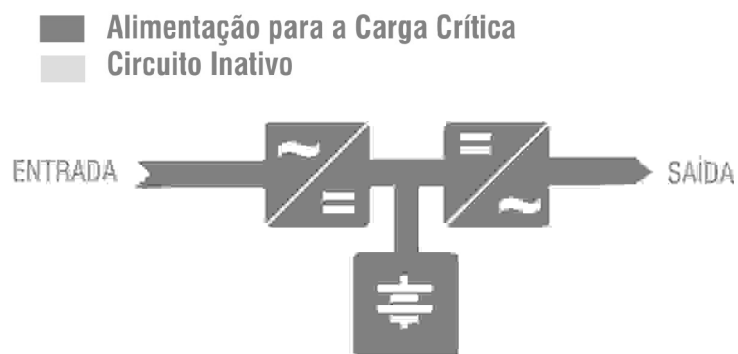 Alimentação para a Carga Crítica
Circuito Inativo
ENTRADA
SAÍDA